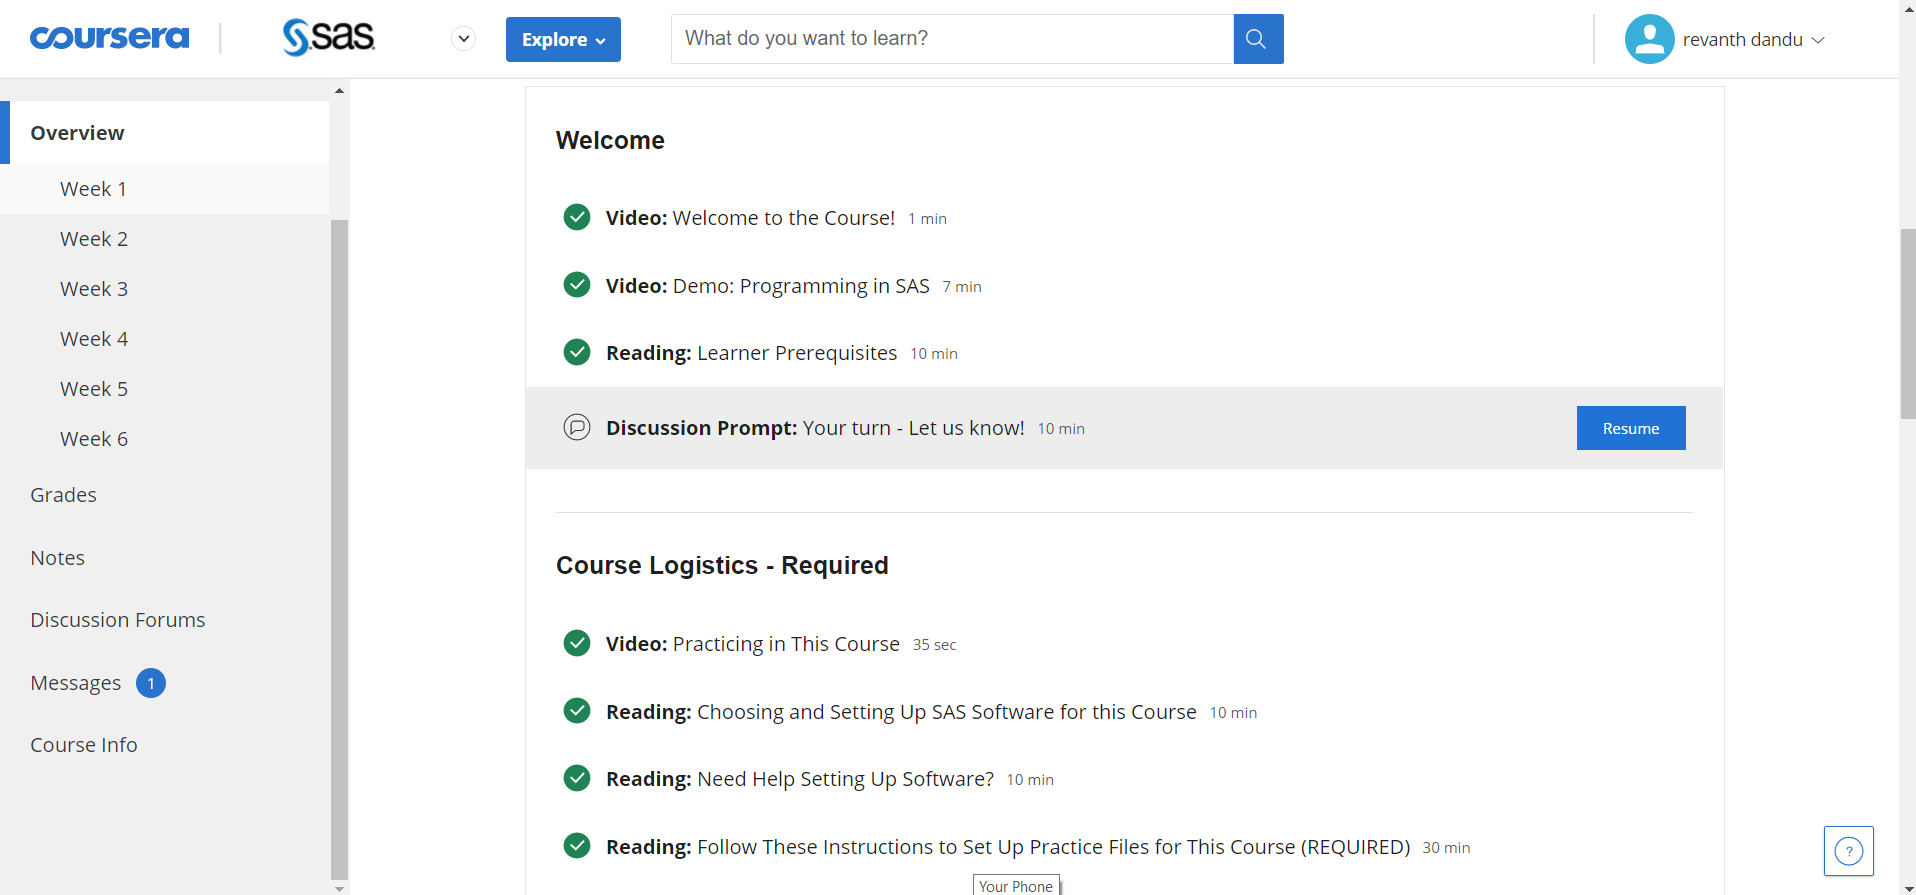 coursera
sas
Explore
What do you want to learn?
revanth dandu
Overview
Week 1
Week 2
Week 3
Week 4
Week 5
Week 6
Grades
Notes
Discussion Forums
Messages 1
Course Info
Welcome
Video: Welcome to the Course! 1 min
Video: Demo: Programming in SAS 7 min
Reading: Learner Prerequisites 10 min
Discussion Prompt: Your turn - Let us know! 10 min
Resume
Course Logistics - Required
Video: Practicing in This Course 35 sec
Reading: Choosing and Setting Up SAS Software for this Course 10 min
Reading: Need Help Setting Up Software? 10 min
Reading: Follow These Instructions to Set Up Practice Files for This Course (REQUIRED) 30 min
?
Your Phone